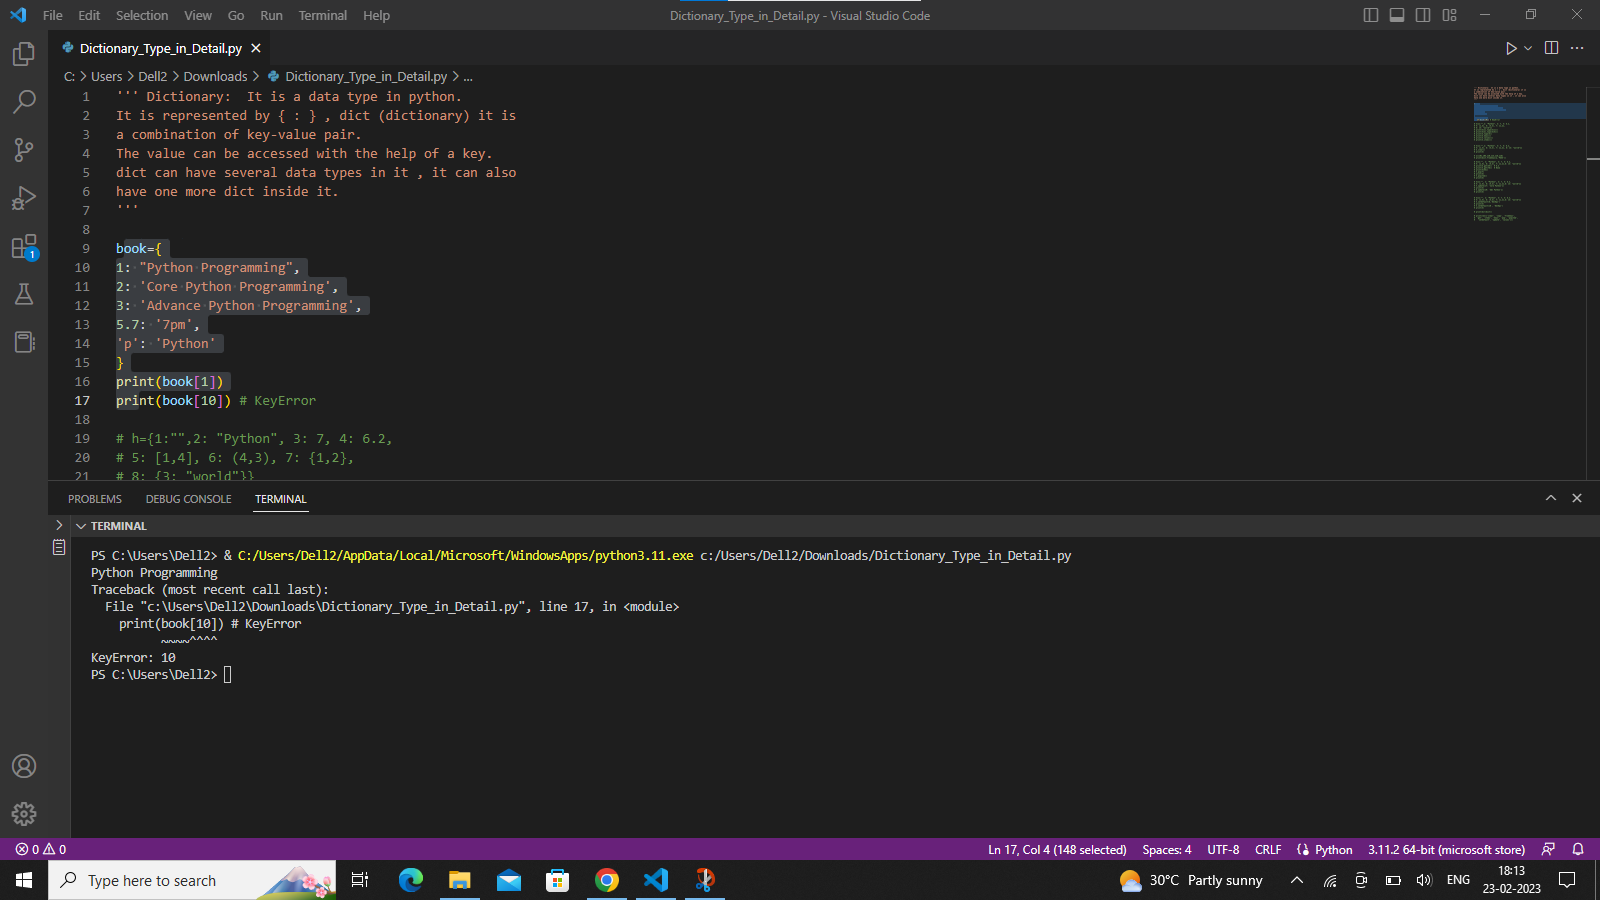 File Edit Selection View Go Run Terminal Help
Dictionary_Type_in_Detail.py - Visual Studio Code
Dictionary_Type_in_Detail.py
C: > Users > Dell2 > Downloads > Dictionary_Type_in_Detail.py > ...
1 ''' Dictionary:  It is a data type in python.
2 It is represented by { : } , dict (dictionary) it is
3 a combination of key-value pair.
4 The value can be accessed with the help of a key.
5 dict can have several data types in it , it can also
6 have one more dict inside it.
7 '''
8
9 book={
10 1: "Python Programming",
11 2: 'Core Python Programming',
12 3: 'Advance Python Programming',
13 5.7: '7pm',
14 'p': 'Python'
15 }
16 print(book[1])
17 print(book[10]) # KeyError
18
19 # h={1:"",2: "Python", 3: 7, 4: 6.2,
20 # 5: [1,4], 6: (4,3), 7: {1,2},
21 # 8: {3: "world"}}
1
PROBLEMS DEBUG CONSOLE TERMINAL
TERMINAL
PS C:\Users\Dell2> & C:/Users/Dell2/AppData/Local/Microsoft/WindowsApps/python3.11.exe c:/Users/Dell2/Downloads/Dictionary_Type_in_Detail.py
Python Programming
Traceback (most recent call last):
  File "c:\Users\Dell2\Downloads\Dictionary_Type_in_Detail.py", line 17, in <module>
    print(book[10]) # KeyError
          ~~~~^^^^
KeyError: 10
PS C:\Users\Dell2>
0 0 Ln 17, Col 4 (148 selected) Spaces: 4 UTF-8 CRLF Python 3.11.2 64-bit (microsoft store)
Type here to search
30°C Partly sunny
ENG
18:13
23-02-2023